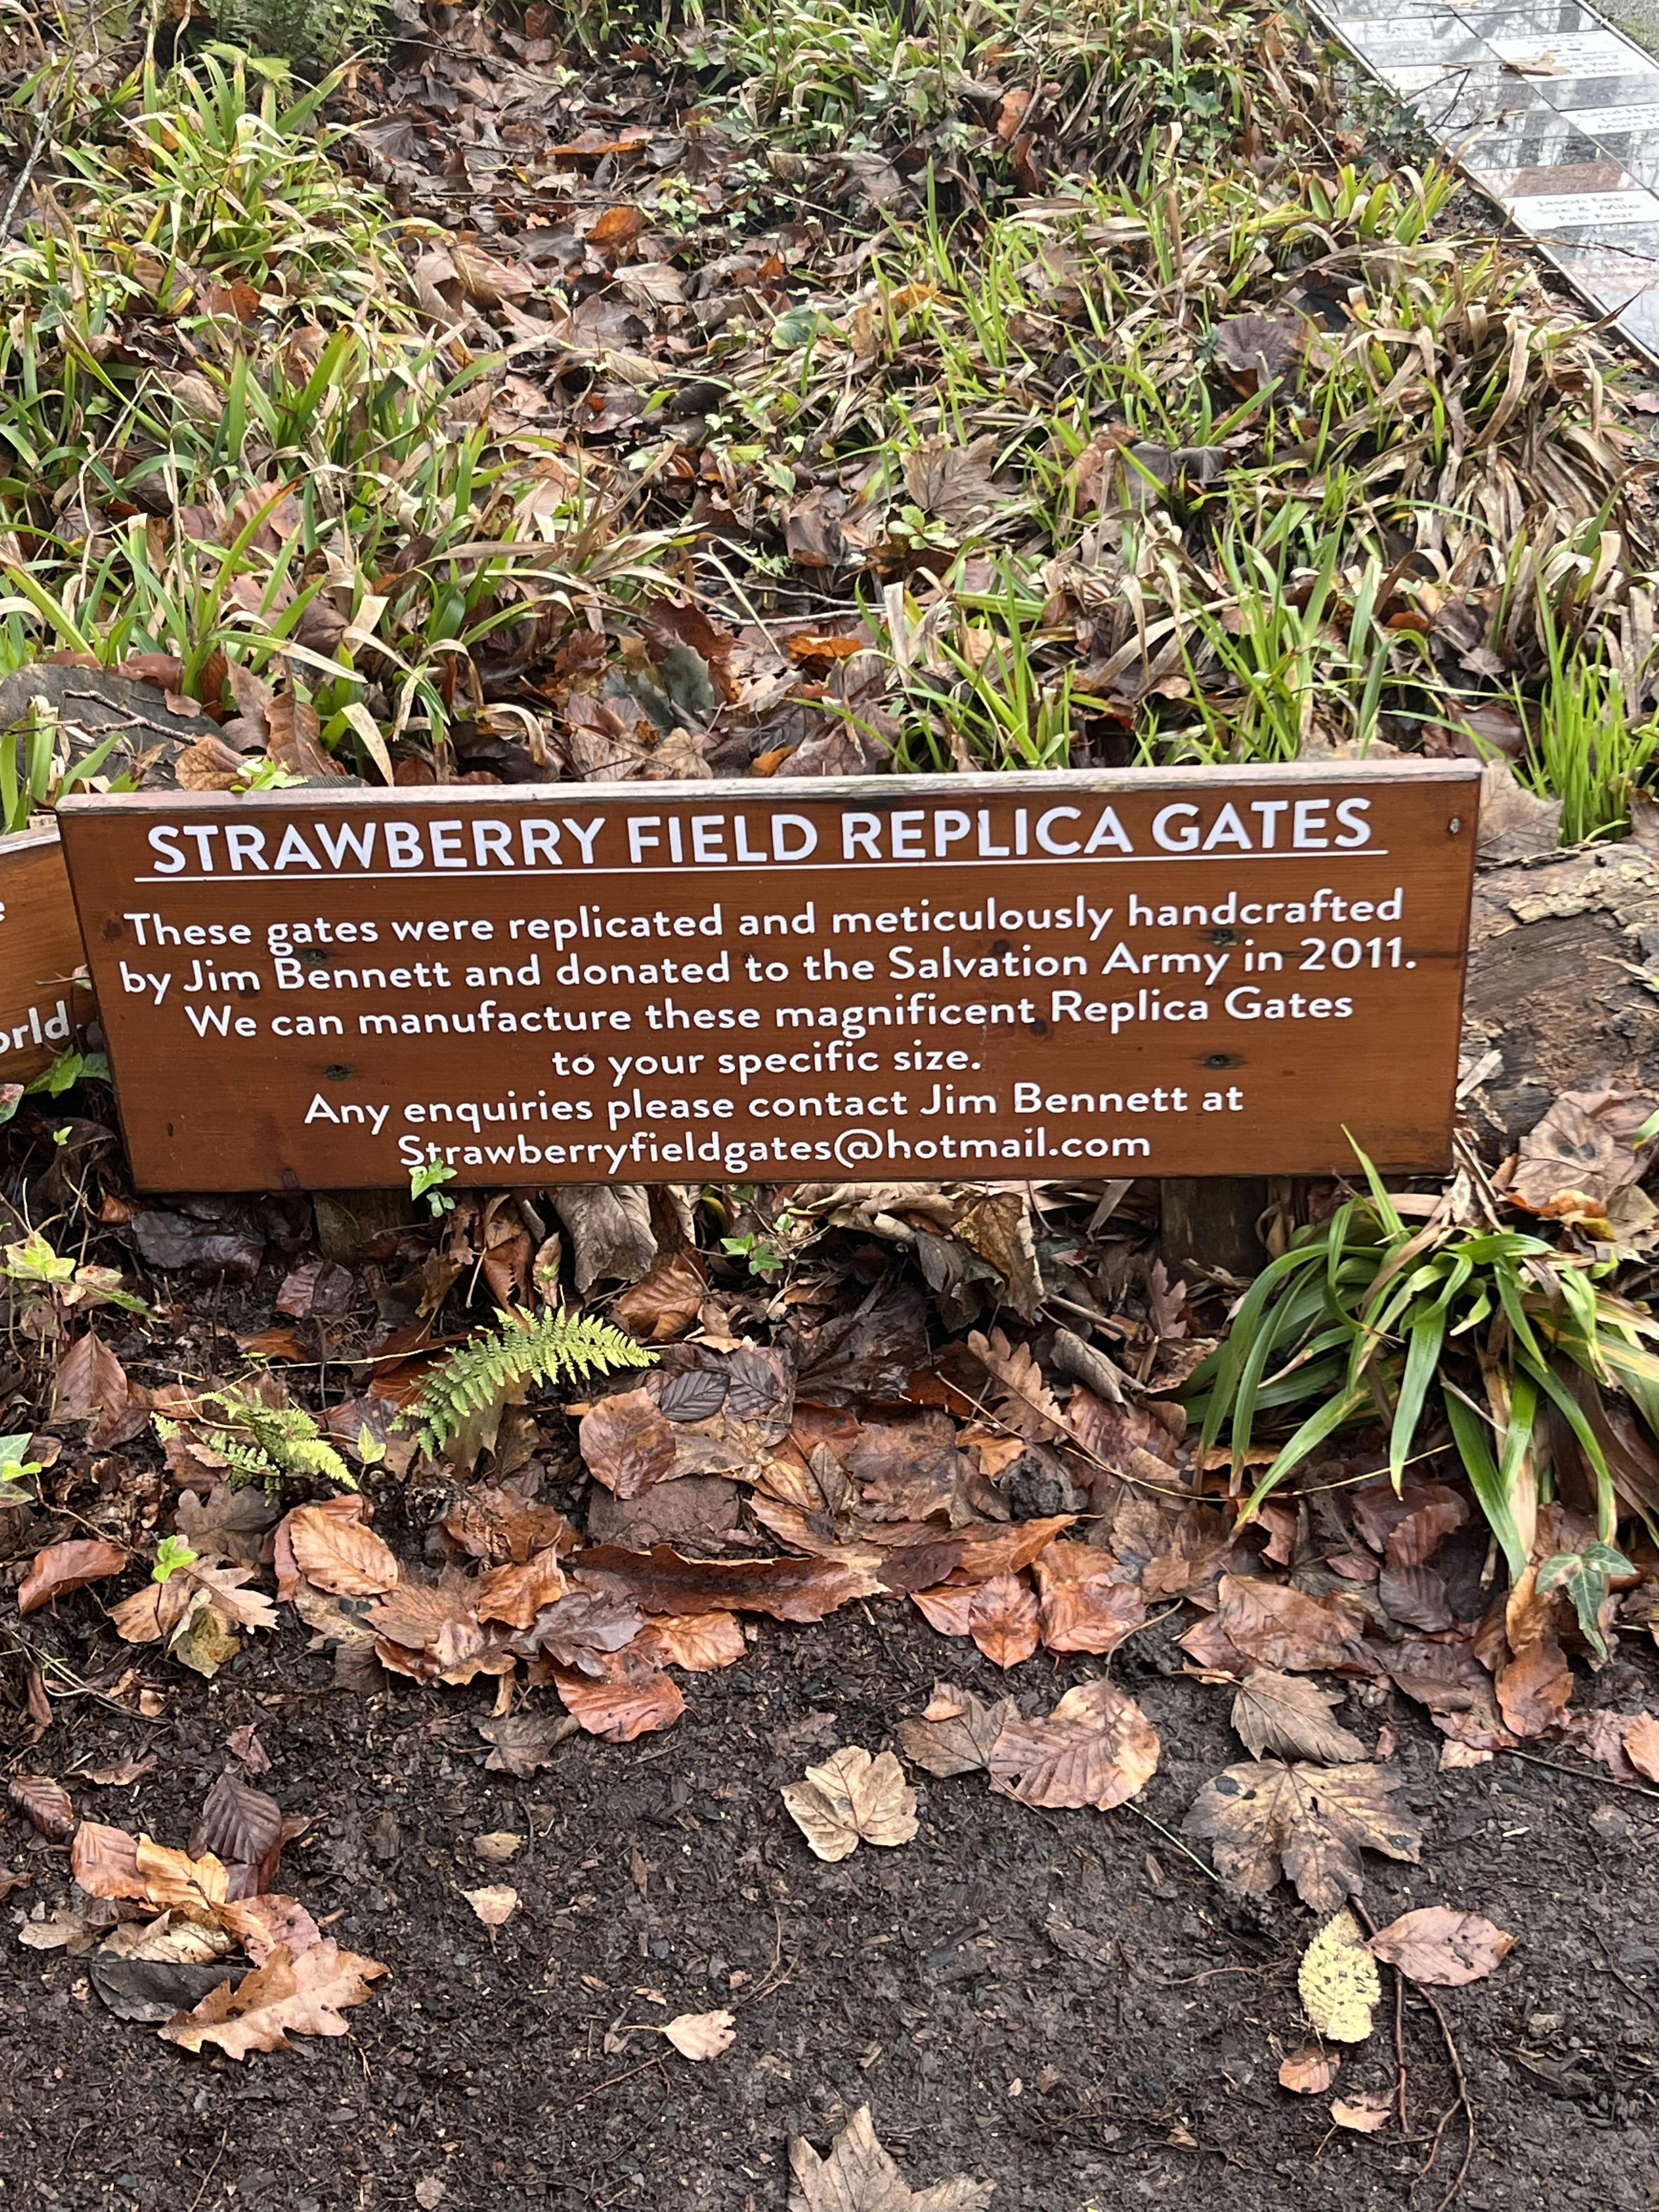 Jason Lee
STRAWBERRY FIELD REPLICA GATES
These gates were replicated and meticulously handcrafted
by Jim Bennett and donated to the Salvation Army in 2011.
We can manufacture these magnificent Replica Gates
to your specific size.
Any enquiries please contact Jim Bennett at
Strawberryfieldgates@hotmail.com